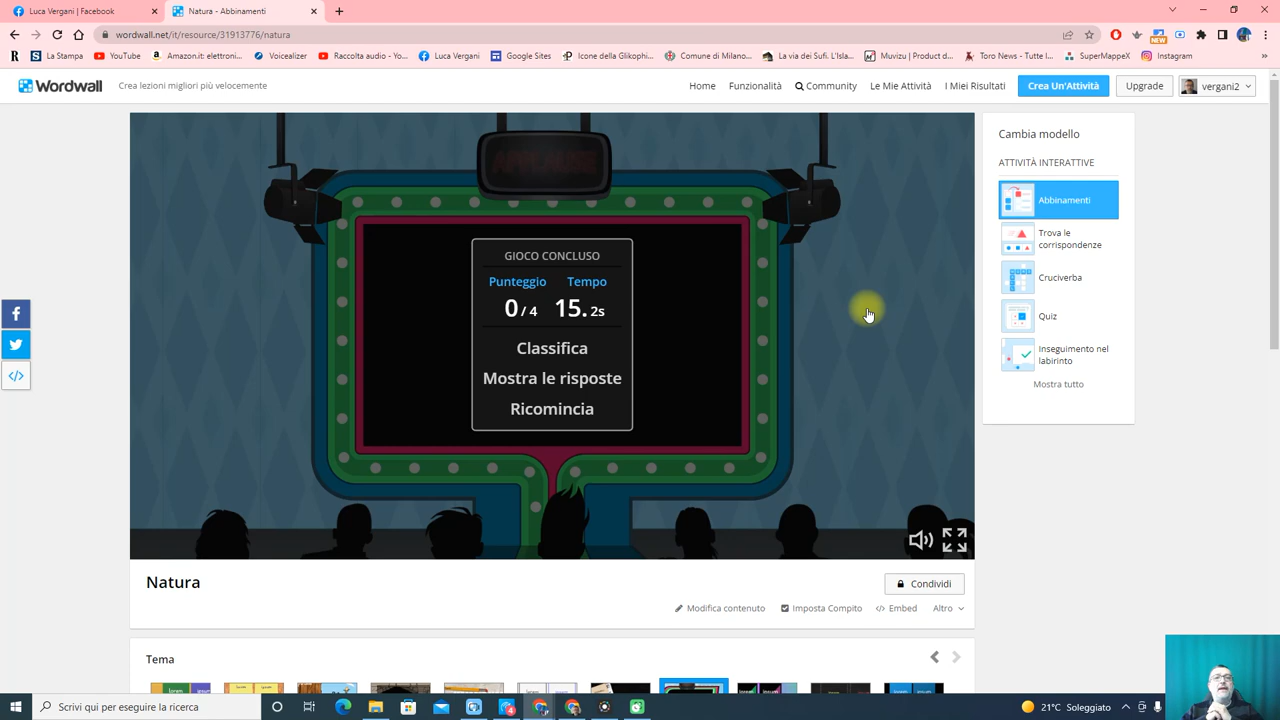 Luca Vergani | Facebook
Natura - Abbinamenti
wordwall.net/it/resource/31913776/natura
NEW
La Stampa
YouTube
Amazon.it: elettroni...
Voicealizer
Raccolta audio - Yo...
Luca Vergani
Google Sites
Icone della Glikophi...
Comune di Milano...
La via dei Sufi. L'Isla...
Muvizu | Product d...
Toro News - Tutte l...
SuperMappeX
Instagram
Wordwall
Crea lezioni migliori più velocemente
Home
Funzionalità
Community
Le Mie Attività
I Miei Risultati
Crea Un'Attività
Upgrade
vergani2
GIOCO CONCLUSO
Punteggio Tempo
0/4 15.2s
Classifica
Mostra le risposte
Ricomincia
Cambia modello
ATTIVITÀ INTERATTIVE
Abbinamenti
Trova le
corrispondenze
Cruciverba
Quiz
Inseguimento nel
labirinto
Mostra tutto
Natura
Condividi
Modifica contenuto
Imposta Compito
Embed
Altro
Tema
Scrivi qui per eseguire la ricerca
21°C Soleggiato